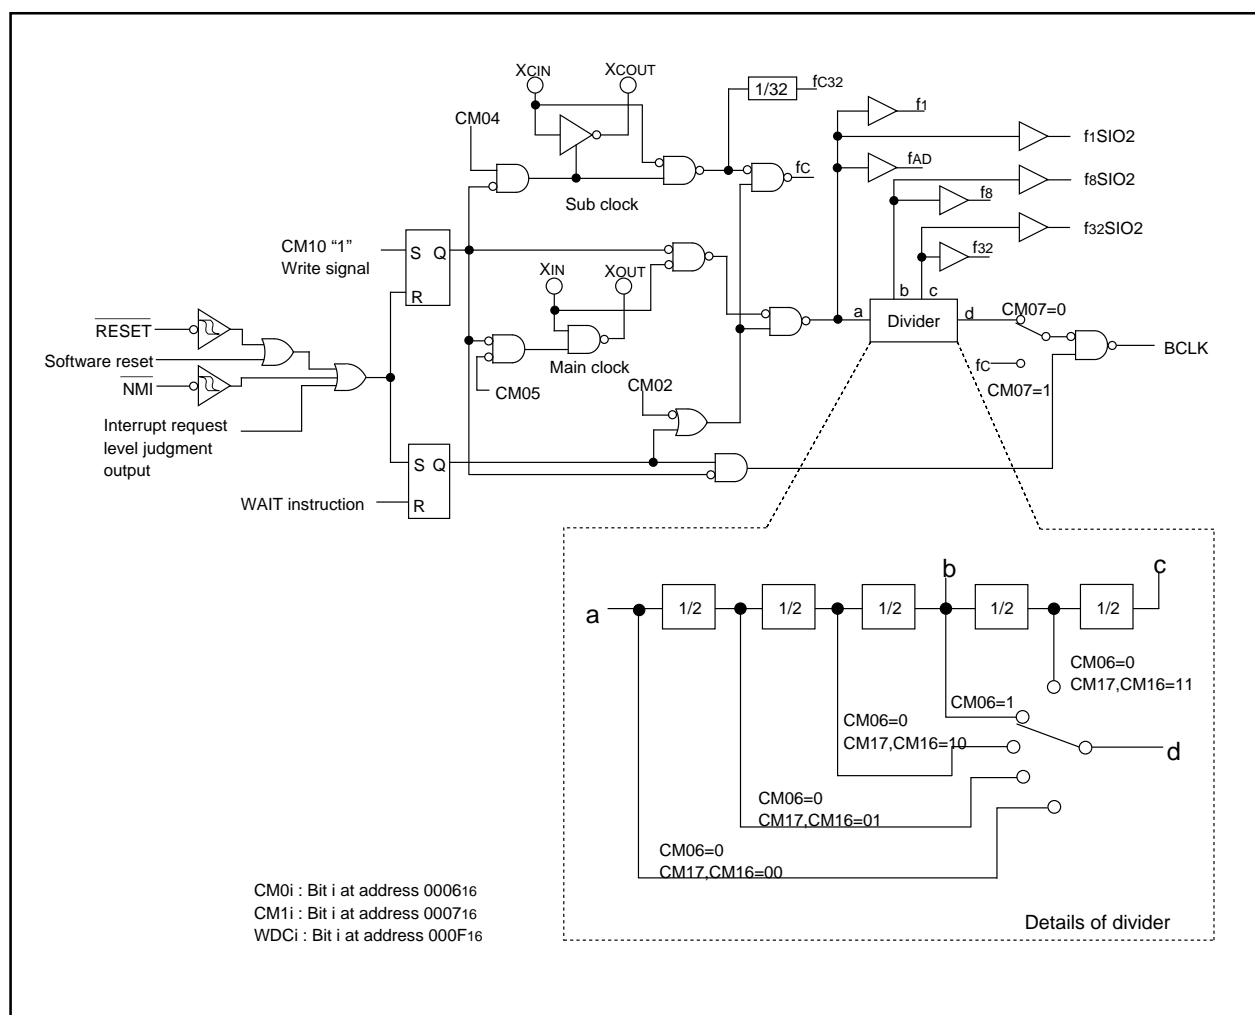 XCIN
XCOUT
1/32
fC32
f1
CM04
f1SIO2
fAD
fC
f8SIO2
Sub clock
f8
f32SIO2
CM10 “1”
Write signal
S Q
R
XIN
XOUT
f32
b c
a
Divider
d
CM07=0
RESET
Software reset
NMI
Main clock
CM05
CM02
fC
CM07=1
BCLK
Interrupt request
level judgment
output
S Q
R
WAIT instruction
a
1/2
1/2
1/2
b
1/2
1/2
c
CM06=0
CM17,CM16=11
CM06=1
CM06=0
CM17,CM16=10
d
CM06=0
CM17,CM16=01
CM06=0
CM17,CM16=00
CM0i : Bit i at address 000616
CM1i : Bit i at address 000716
WDCi : Bit i at address 000F16
Details of divider